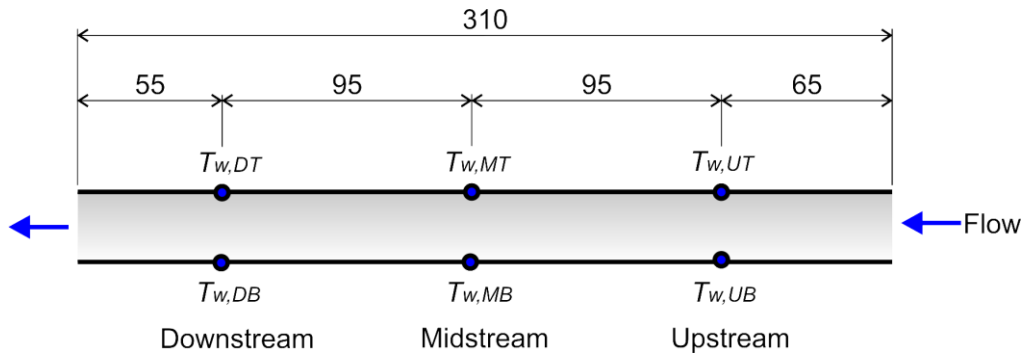 310
55 95 95 65
Tw,DT Tw,MT Tw,UT
Flow
Tw,DB Tw,MB Tw,UB
Downstream Midstream Upstream